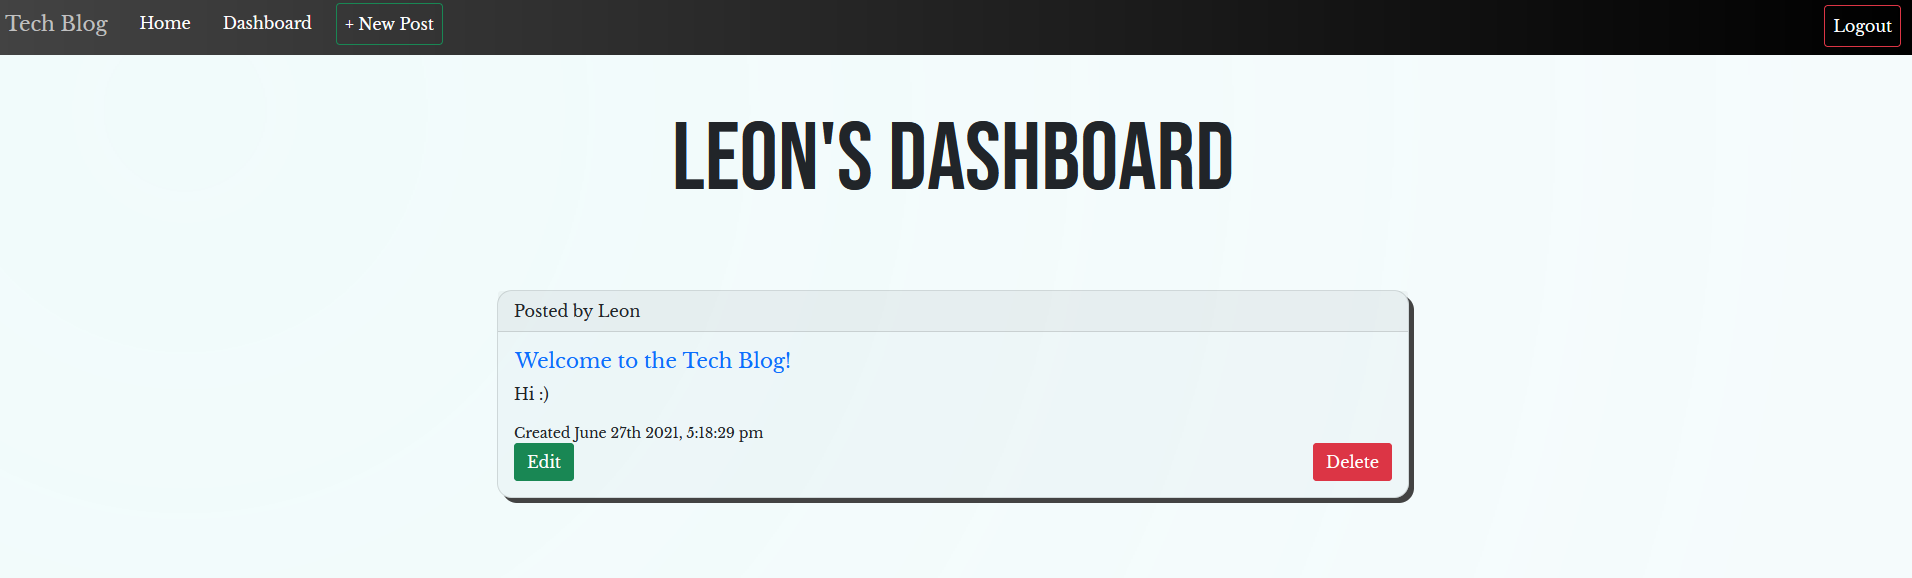 Tech Blog Home Dashboard + New Post Logout
LEON'S DASHBOARD
Posted by Leon
Welcome to the Tech Blog!
Hi :)
Created June 27th 2021, 5:18:29 pm
Edit Delete